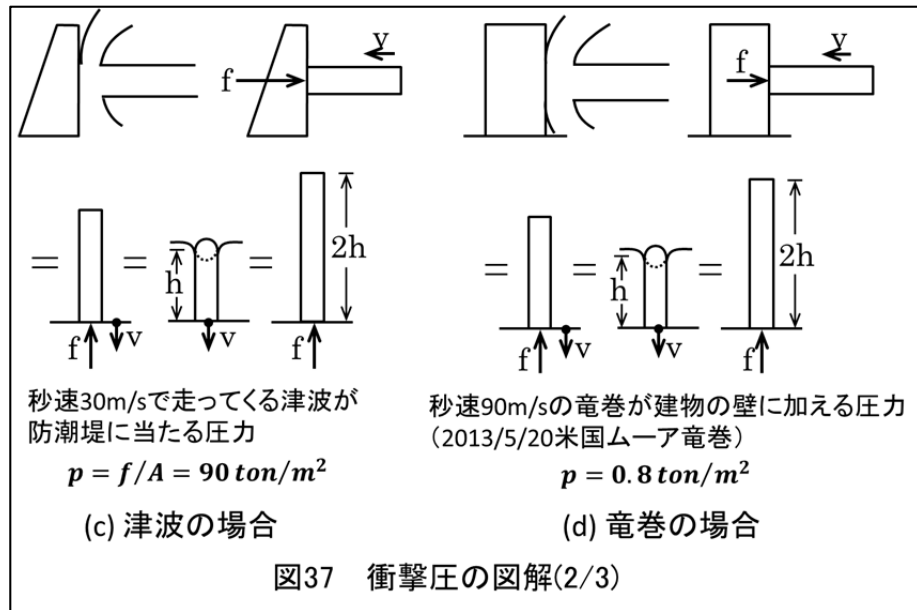 f
v
f
v
=
f
v
=
h
v
=
2h
f
=
f
v
=
h
v
=
2h
f
秒速30m/sで走ってくる津波が
防潮堤に当たる圧力
p = f/A = 90 ton/m²
(c) 津波の場合
秒速90m/sの竜巻が建物の壁に加える圧力
(2013/5/20米国ムーア竜巻)
p = 0.8 ton/m²
(d) 竜巻の場合
図37 衝撃圧の図解(2/3)